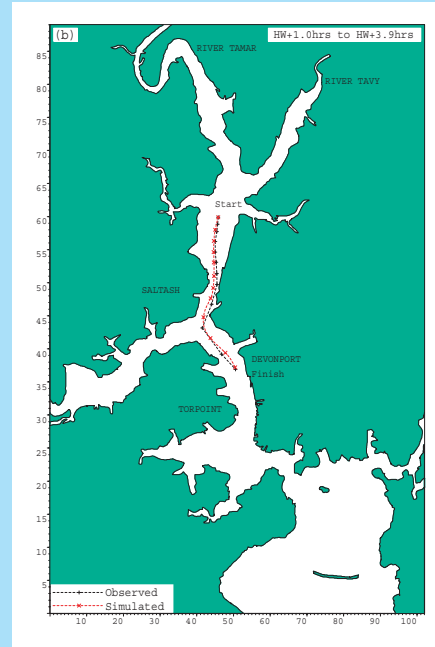 (b)
HW+1.0hrs to HW+3.9hrs
RIVER TAMAR
RIVER TAVY
Start
SALTASH
DEVONPORT
Finish
TORPOINT
Observed
Simulated
85
80
75
70
65
60
55
50
45
40
35
30
25
20
15
10
5
10 20 30 40 50 60 70 80 90 100